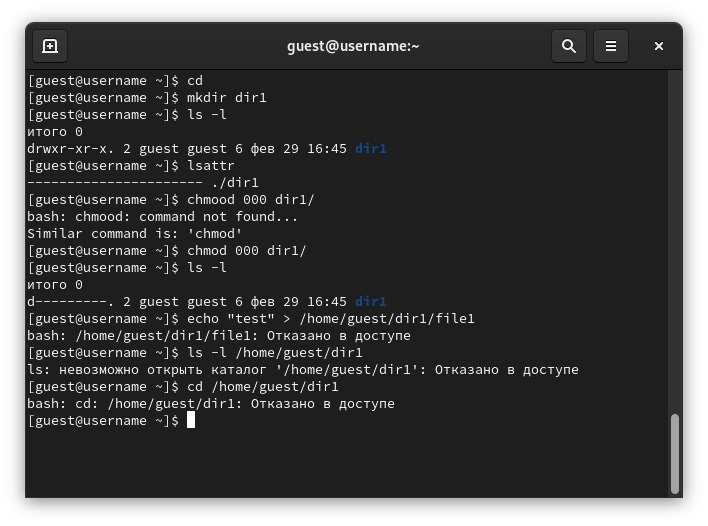 guest@username:~
[guest@username ~]$ cd
[guest@username ~]$ mkdir dir1
[guest@username ~]$ ls -l
итого 0
drwxr-xr-x. 2 guest guest 6 фев 29 16:45 dir1
[guest@username ~]$ lsattr
---------------------- ./dir1
[guest@username ~]$ chmood 000 dir1/
bash: chmood: command not found...
Similar command is: 'chmod'
[guest@username ~]$ chmod 000 dir1/
[guest@username ~]$ ls -l
итого 0
d---------. 2 guest guest 6 фев 29 16:45 dir1
[guest@username ~]$ echo "test" > /home/guest/dir1/file1
bash: /home/guest/dir1/file1: Отказано в доступе
[guest@username ~]$ ls -l /home/guest/dir1
ls: невозможно открыть каталог '/home/guest/dir1': Отказано в доступе
[guest@username ~]$ cd /home/guest/dir1
bash: cd: /home/guest/dir1: Отказано в доступе
[guest@username ~]$